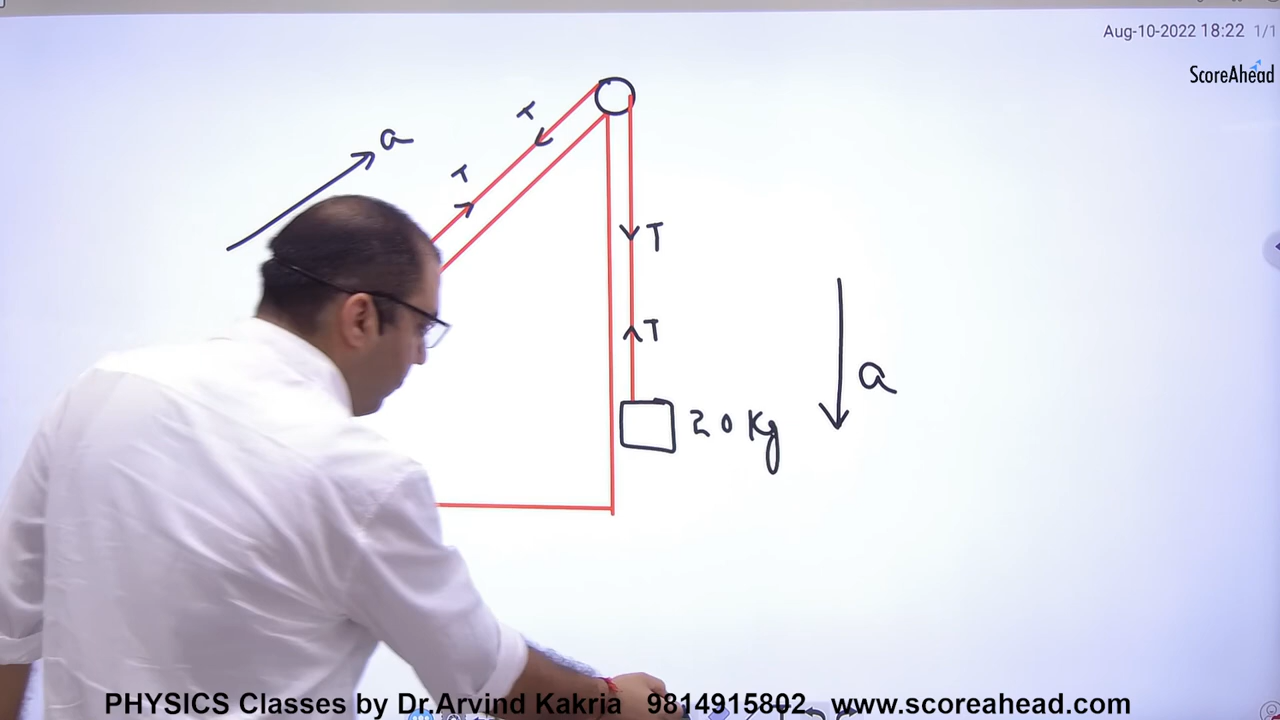 Aug-10-2022 18:22 1/1
ScoreAhead
a
T
T
T
T
a
20 Kg
PHYSICS Classes by Dr.Arvind Kakria 9814915802 www.scoreahead.com